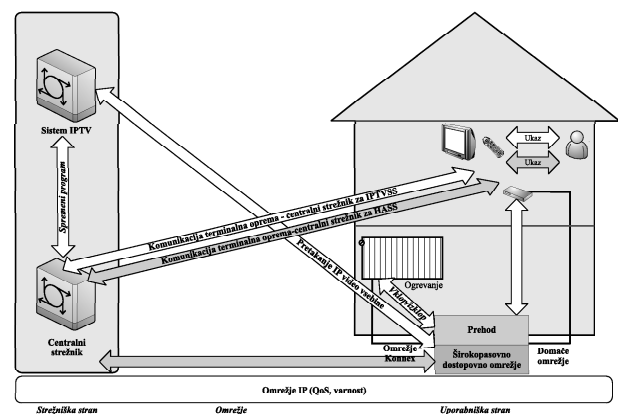 Sistem IPTV
Spremeni program
Centralni
strežnik
Komunikacija terminalna oprema - centralni strežnik za IPTVSS
Komunikacija terminalna oprema-centralni strežnik za HASS
Pretakanje IP video vsebine
Ukaz
Ukaz
Ogrevanje
Vklop/izklop
Omrežje
Konnex
Prehod
Širokopasovno
dostopovno omrežje
Domače
omrežje
Omrežje IP (QoS, varnost)
Strežniška stran
Omrežje
Uporabniška stran